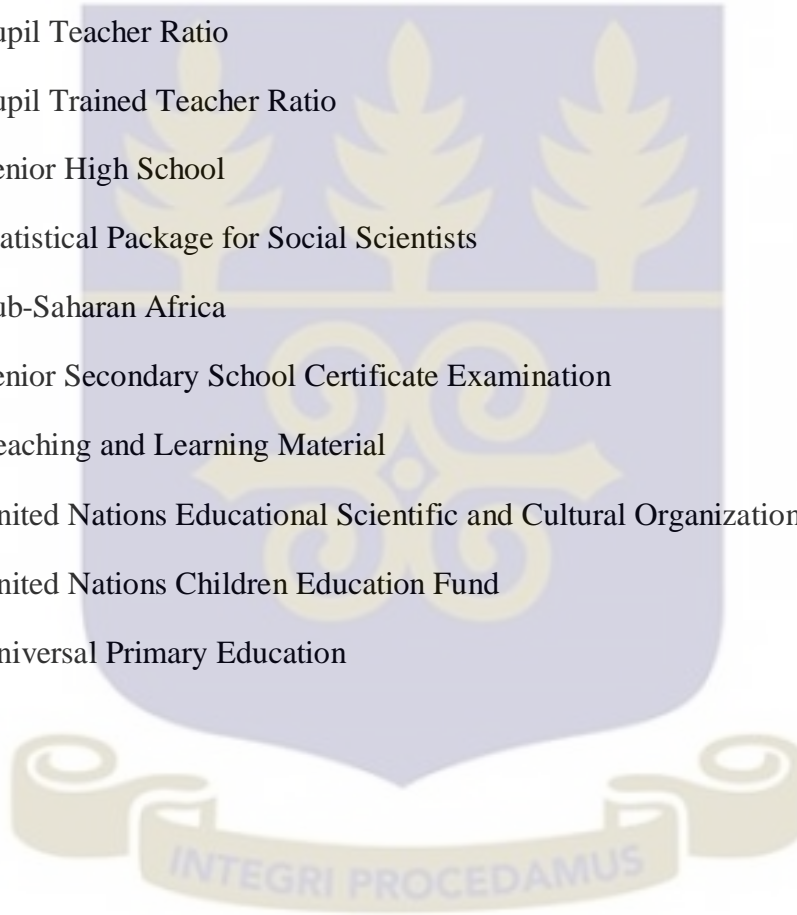 upil Teacher Ratio
upil Trained Teacher Ratio
enior High School
tatistical Package for Social Scientists
ub-Saharan Africa
enior Secondary School Certificate Examination
eaching and Learning Material
nited Nations Educational Scientific and Cultural Organization
nited Nations Children Education Fund
niversal Primary Education
INTEGRI PROCEDAMUS